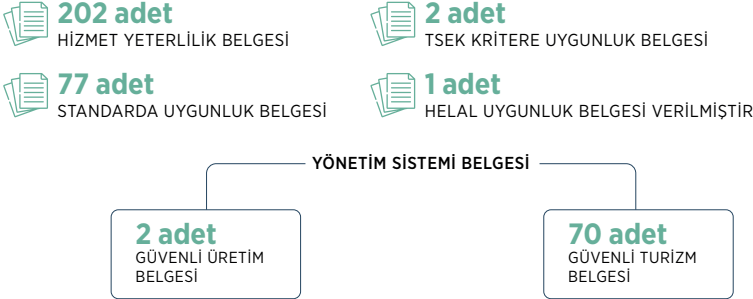 202 adet
HİZMET YETERLİLİK BELGESİ
2 adet
TSEK KRİTERE UYGUNLUK BELGESİ
77 adet
STANDARDA UYGUNLUK BELGESİ
1 adet
HELAL UYGUNLUK BELGESİ VERİLMİŞTİR
YÖNETİM SİSTEMİ BELGESİ
2 adet
GÜVENLİ ÜRETİM
BELGESİ
70 adet
GÜVENLİ TURİZM
BELGESİ